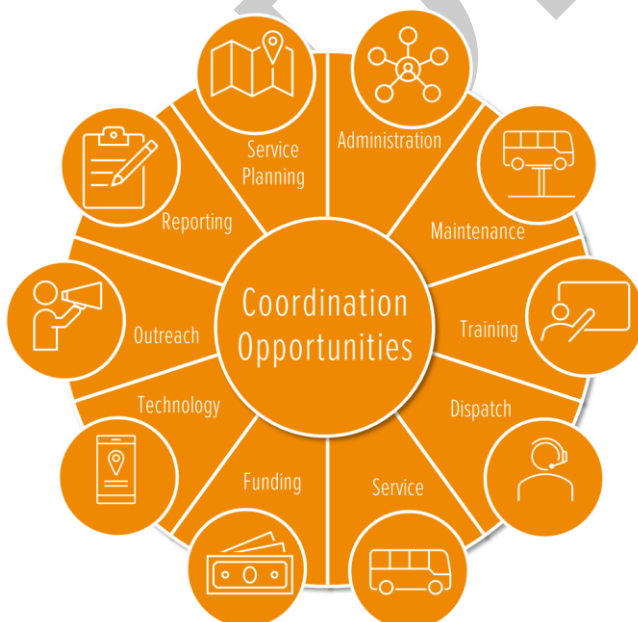 Administration
Maintenance
Training
Dispatch
Service
Funding
Technology
Outreach
Reporting
Service
Planning
Coordination
Opportunities